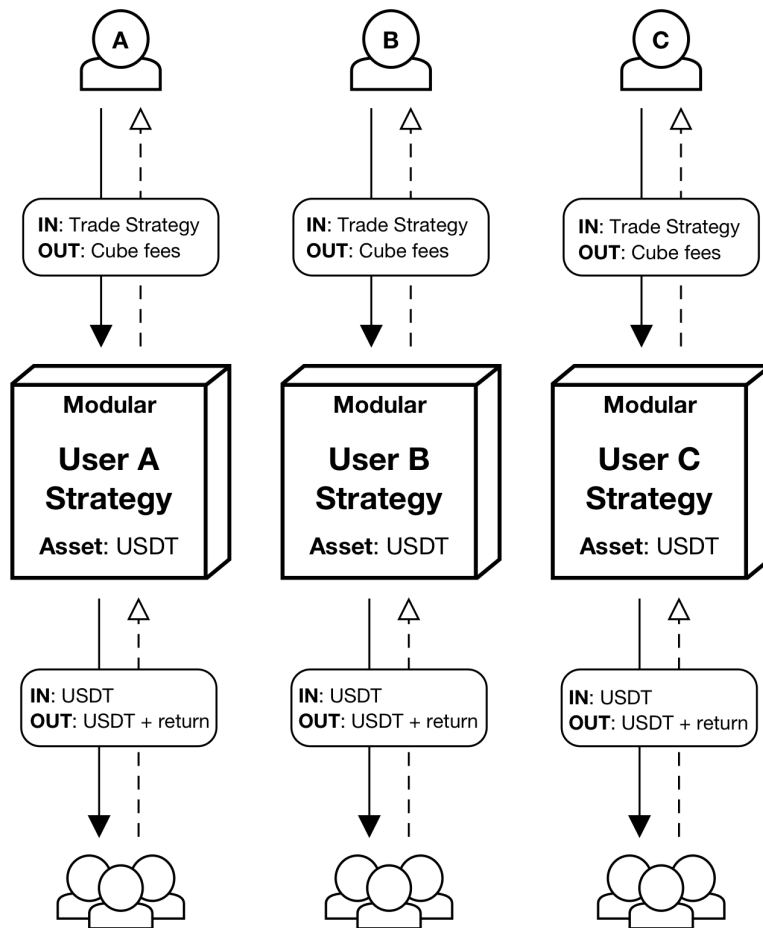 A
B
C
IN: Trade Strategy
OUT: Cube fees
IN: Trade Strategy
OUT: Cube fees
IN: Trade Strategy
OUT: Cube fees
Modular
User A
Strategy
Asset: USDT
Modular
User B
Strategy
Asset: USDT
Modular
User C
Strategy
Asset: USDT
IN: USDT
OUT: USDT + return
IN: USDT
OUT: USDT + return
IN: USDT
OUT: USDT + return